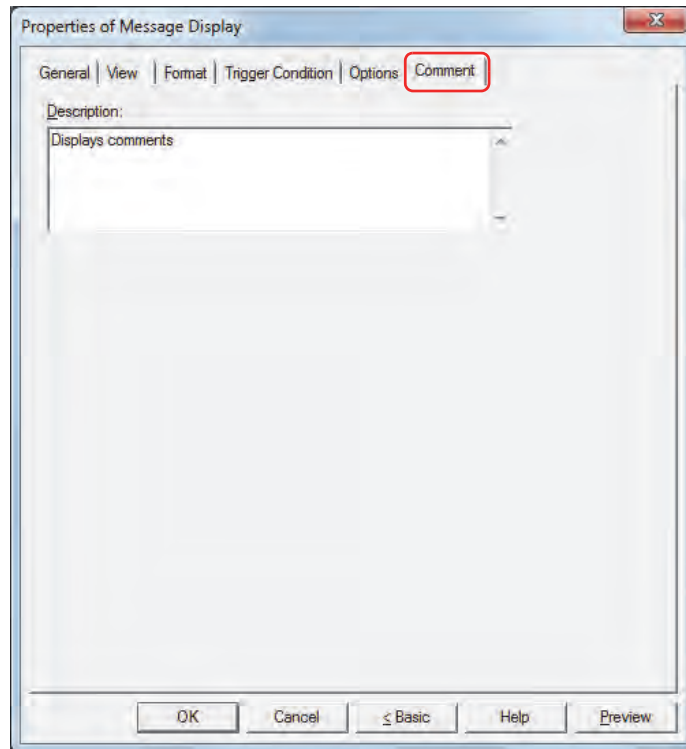 Properties of Message Display
General View Format Trigger Condition Options Comment
Description:
Displays comments
OK Cancel < Basic Help Preview